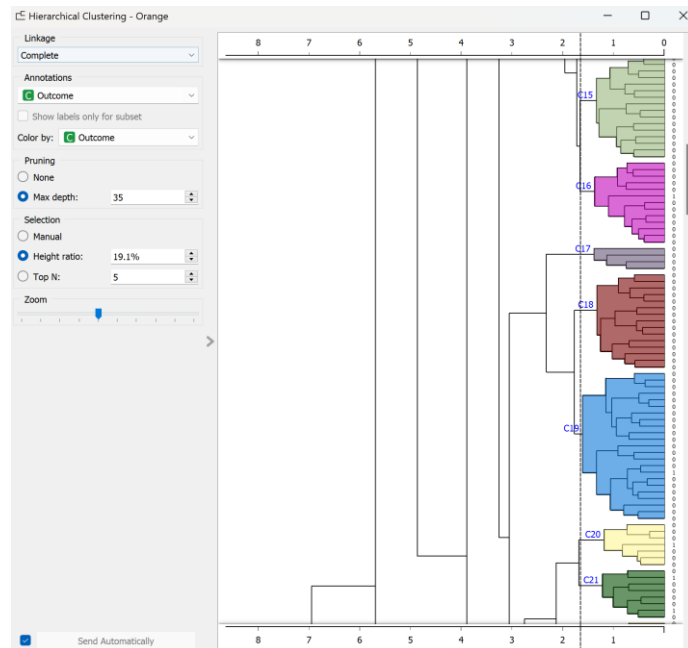 Hierarchical Clustering - Orange
Linkage
Complete
Annotations
C Outcome
Show labels only for subset
Color by: C Outcome
Pruning
None
Max depth: 35
Selection
Manual
Height ratio: 19.1%
Top N: 5
Zoom
Send Automatically
8 7 6 5 4 3 2 1 0
C15
C16
C17
C18
C19
C20
C21
8 7 6 5 4 3 2 1